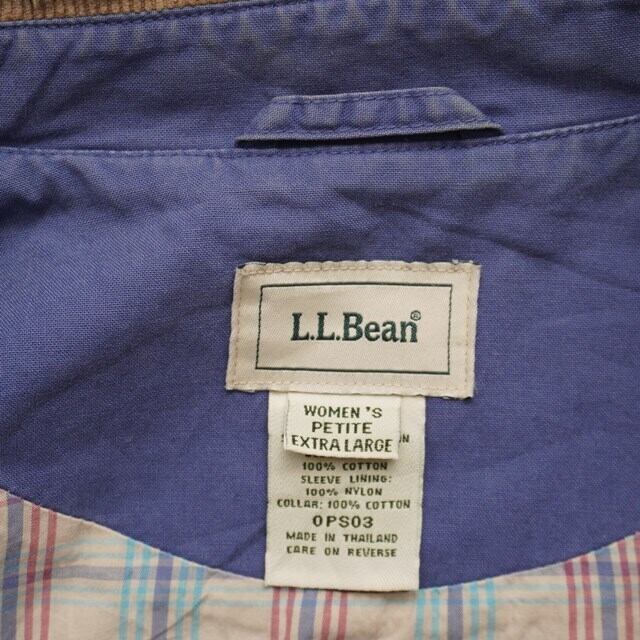 L.L.Bean®
WOMEN'S
PETITE
EXTRA LARGE
100% COTTON
SLEEVE LINING:
100% NYLON
COLLAR: 100% COTTON
0PS03
MADE IN THAILAND
CARE ON REVERSE